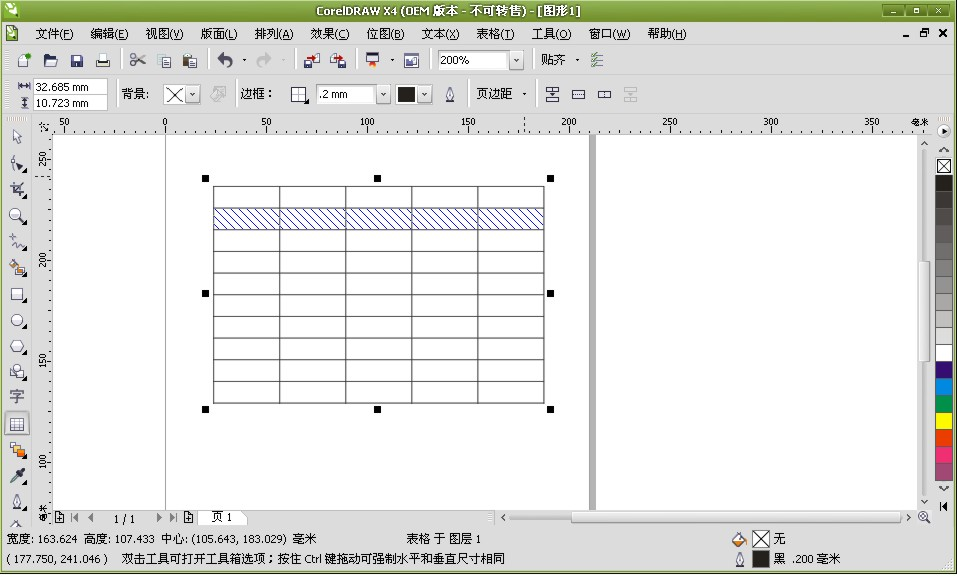 CorelDRAW X4 (OEM 版本 - 不可转售) - [图形1]
文件(F) 编辑(E) 视图(V) 版面(L) 排列(A) 效果(C) 位图(B) 文本(X) 表格(T) 工具(O) 窗口(W) 帮助(H)
200% 贴齐
32.685 mm
10.723 mm
背景: 边框: .2 mm 页边距
50 0 50 100 150 200 250 300 350 毫米
250
200
150
100
字
1 / 1 页 1
宽度: 163.624 高度: 107.433 中心: (105.643, 183.029) 毫米 表格 于 图层 1 无
( 177.750, 241.046 ) 双击工具可打开工具箱选项；按住 Ctrl 键拖动可强制水平和垂直尺寸相同 黑 .200 毫米